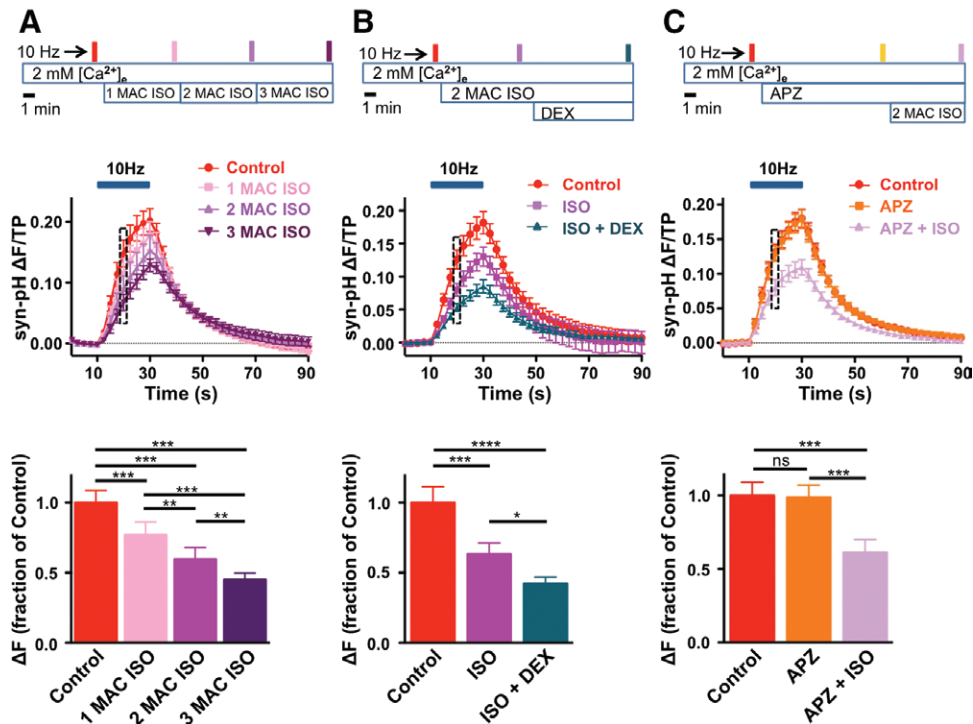 A
10 Hz
2 mM [Ca²⁺]e
1 MAC ISO 2 MAC ISO 3 MAC ISO
1 min
10Hz
Control
1 MAC ISO
2 MAC ISO
3 MAC ISO
syn-pH ΔF/TP
0.20
0.15
0.10
0.05
0.00
10 30 50 70 90
Time (s)
***
***
*** ***
** **
ΔF (fraction of Control)
1.0
0.5
0.0
Control
1 MAC ISO
2 MAC ISO
3 MAC ISO
B
10 Hz
2 mM [Ca²⁺]e
2 MAC ISO
1 min
DEX
10Hz
Control
ISO
ISO + DEX
syn-pH ΔF/TP
0.20
0.15
0.10
0.05
0.00
10 30 50 70 90
Time (s)
****
***
*
ΔF (fraction of Control)
1.0
0.5
0.0
Control
ISO
ISO + DEX
C
10 Hz
2 mM [Ca²⁺]e
APZ
1 min
2 MAC ISO
10Hz
Control
APZ
APZ + ISO
syn-pH ΔF/TP
0.20
0.15
0.10
0.05
0.00
10 30 50 70 90
Time (s)
***
ns ***
ΔF (fraction of Control)
1.0
0.5
0.0
Control
APZ
APZ + ISO